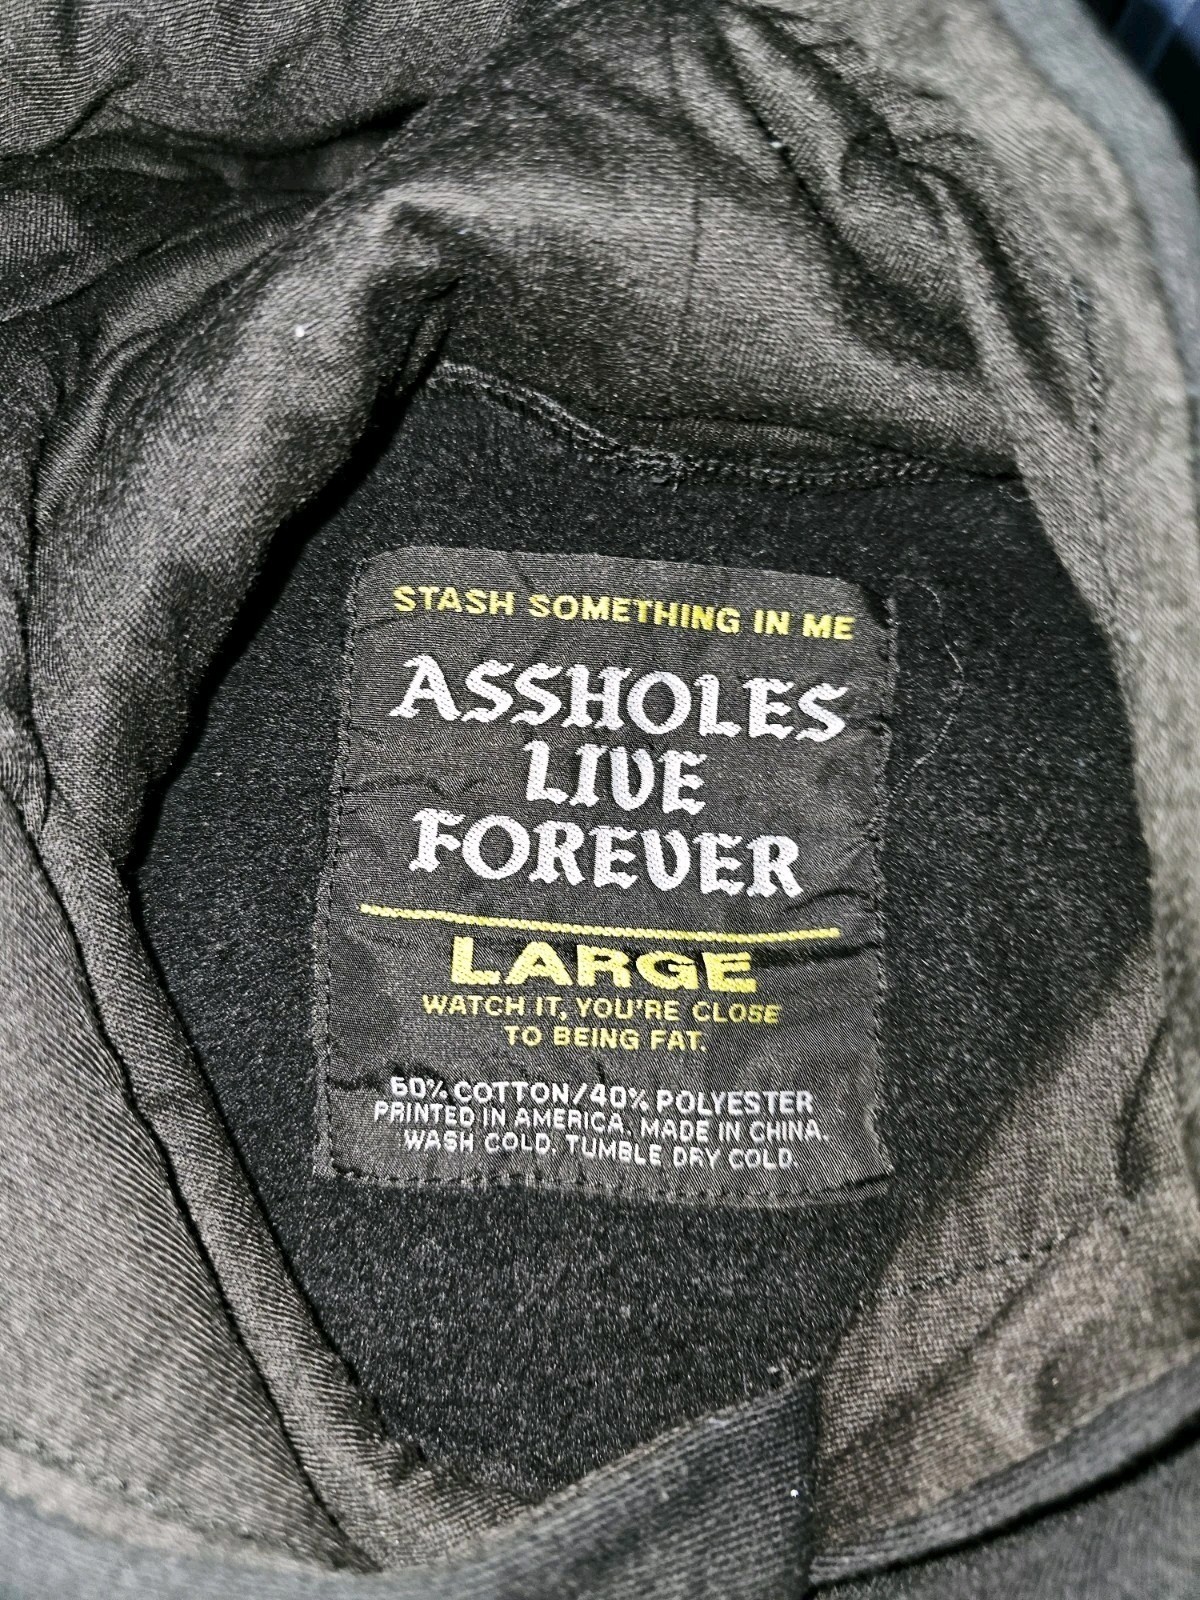 STASH SOMETHING IN ME
ASSHOLES
LIVE
FOREVER
LARGE
WATCH IT, YOU'RE CLOSE
TO BEING FAT.
60% COTTON/40% POLYESTER
PRINTED IN AMERICA. MADE IN CHINA.
WASH COLD. TUMBLE DRY COLD.